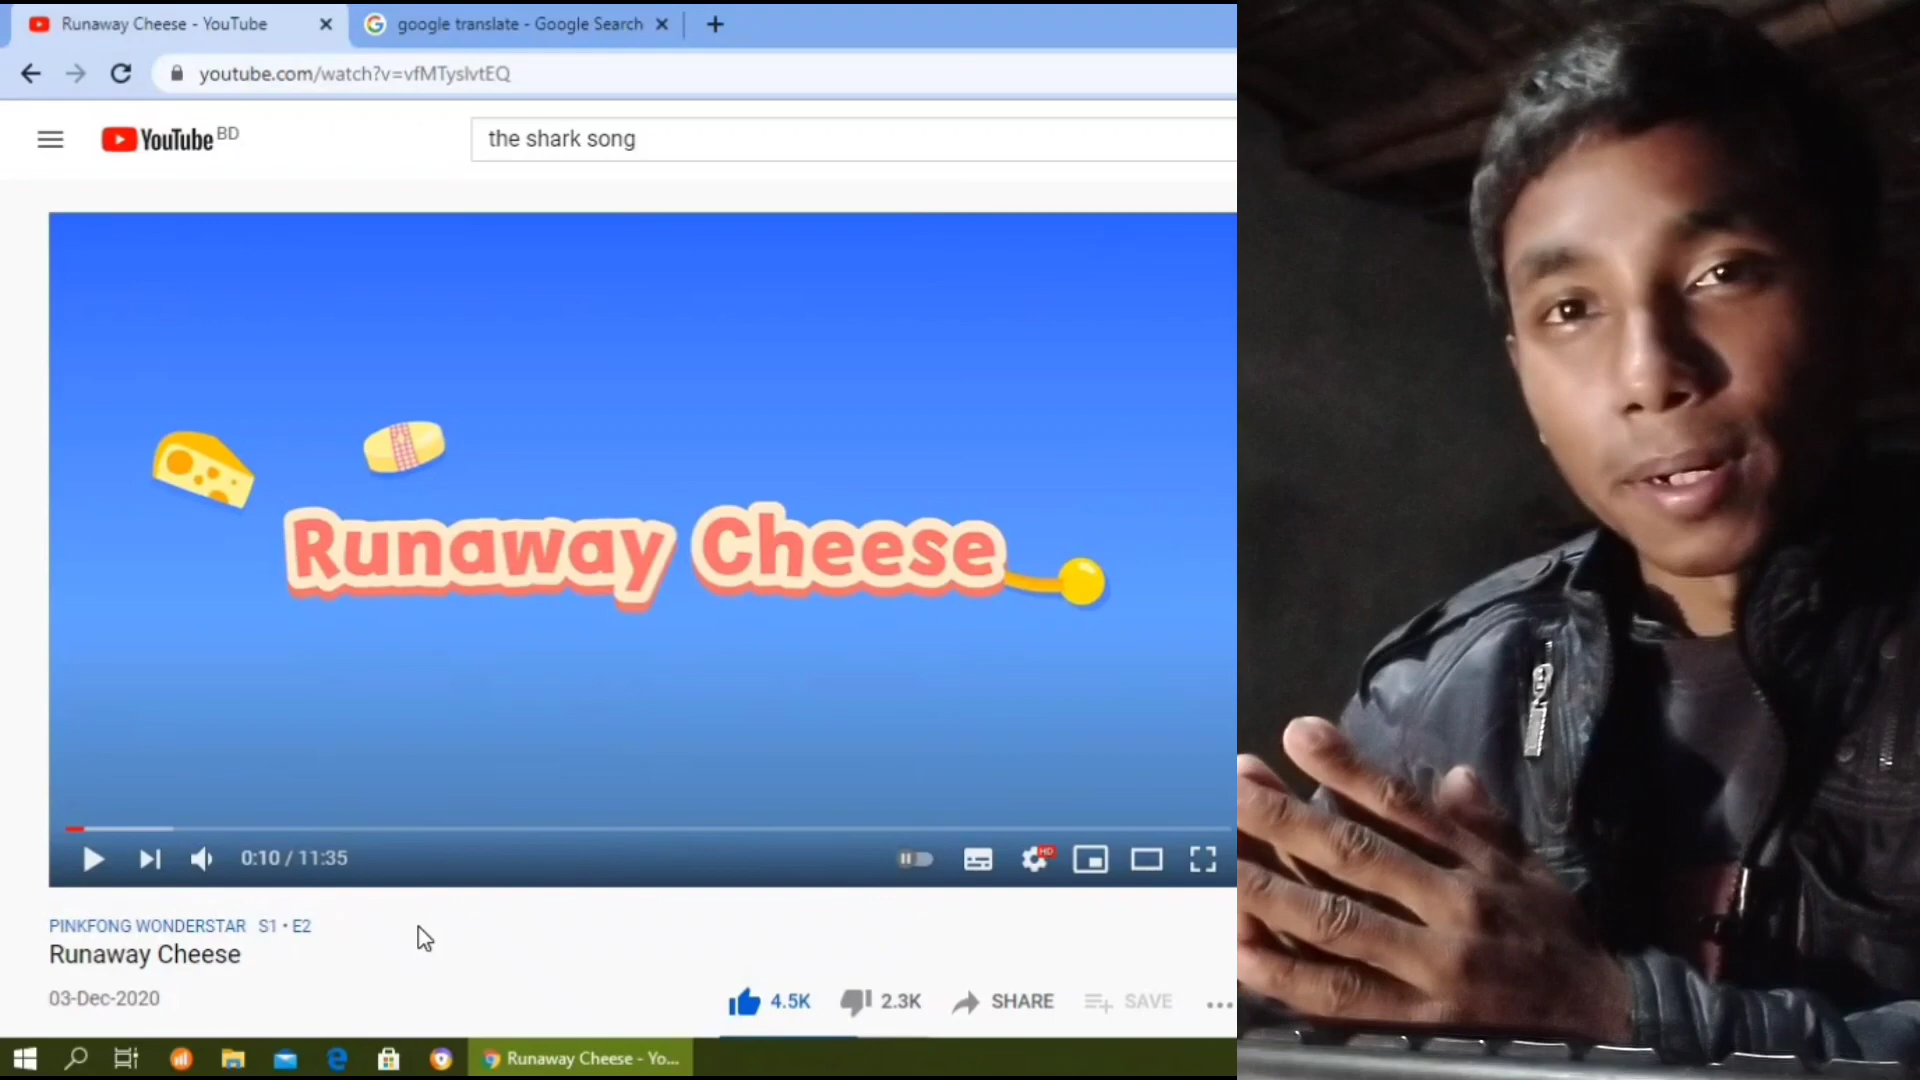 Runaway Cheese - YouTube
google translate - Google Search
youtube.com/watch?v=vfMTyslvtEQ
YouTube BD
the shark song
Runaway Cheese
0:10 / 11:35
HD
PINKFONG WONDERSTAR S1 • E2
Runaway Cheese
03-Dec-2020
4.5K
2.3K
SHARE
SAVE
Runaway Cheese - Yo...